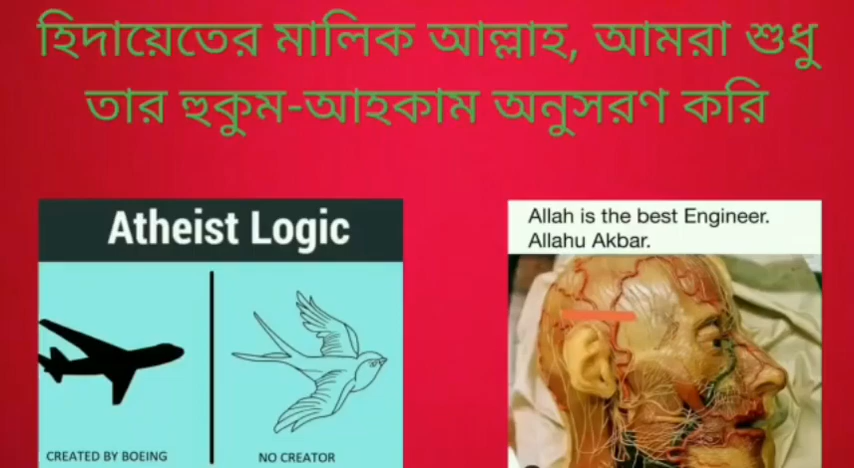 হিদায়েতের মালিক আল্লাহ, আমরা শুধু
তার হুকুম-আহকাম অনুসরণ করি
Atheist Logic
CREATED BY BOEING
NO CREATOR
Allah is the best Engineer.
Allahu Akbar.